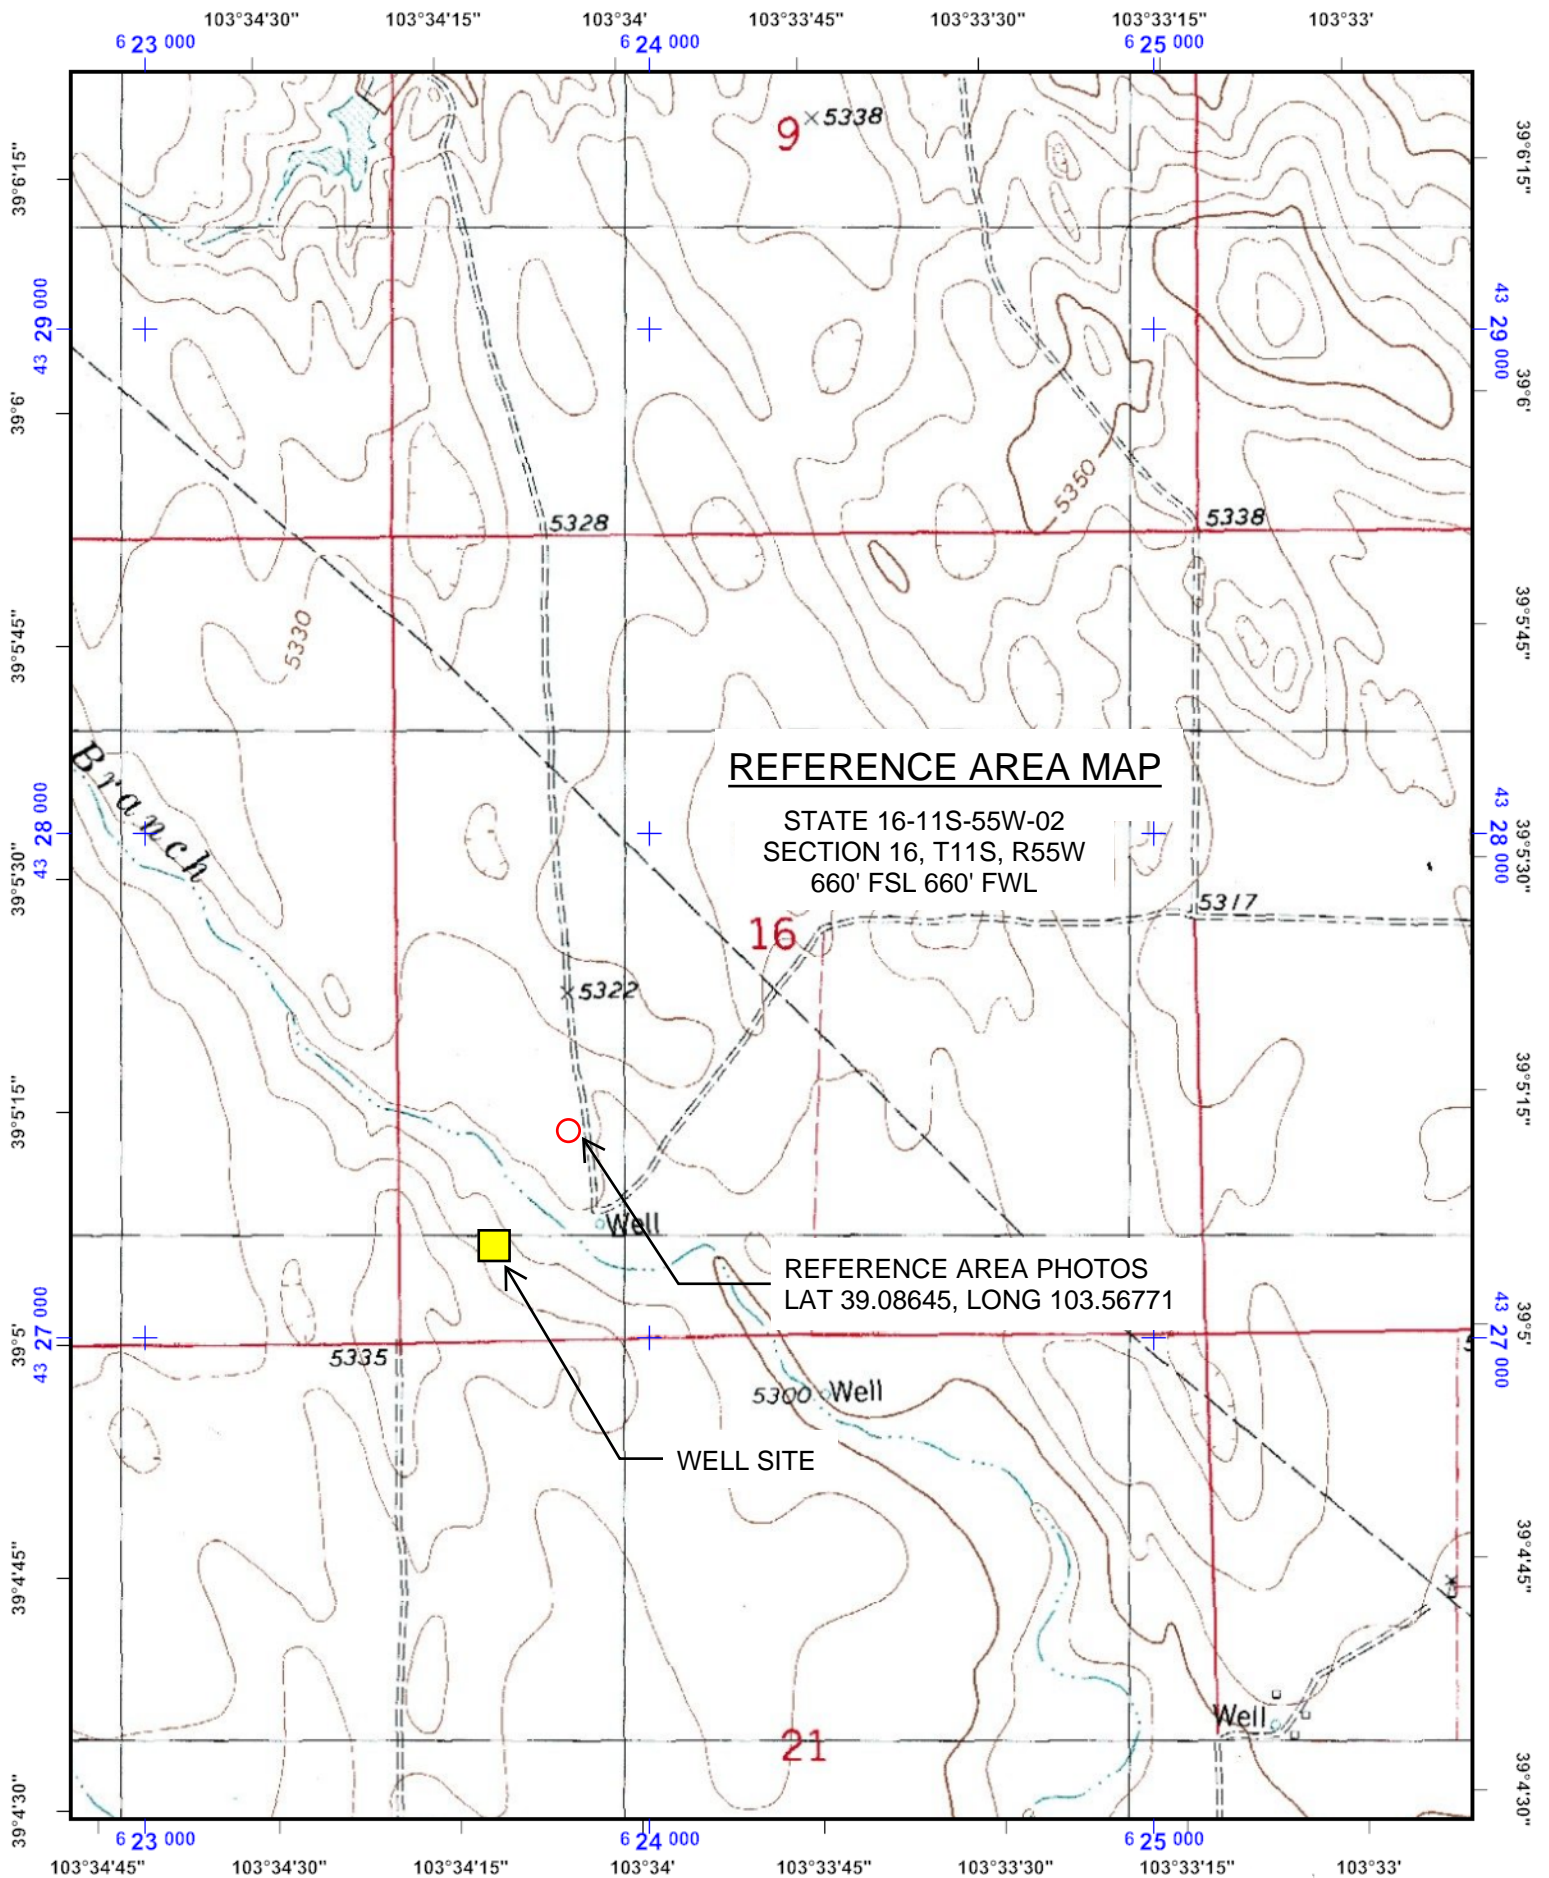 103°34'30" 103°34'15" 103°34' 103°33'45" 103°33'30" 103°33'15" 103°33'
6 23 000 6 24 000 6 25 000
39°6'15"
43 29 000
39°6'
39°5'45"
43 28 000
39°5'30"
39°5'15"
43 27 000
39°5'
39°4'45"
39°4'30"
9
5338
5328
5350
5338
5330
Branch
REFERENCE AREA MAP
STATE 16-11S-55W-02
SECTION 16, T11S, R55W
660' FSL 660' FWL
5317
16
5322
Well
REFERENCE AREA PHOTOS
LAT 39.08645, LONG 103.56771
5335
5300 Well
WELL SITE
Well
21
39°6'15"
43 29 000
39°6'
39°5'45"
43 28 000
39°5'30"
39°5'15"
43 27 000
39°5'
39°4'45"
39°4'30"
6 23 000 6 24 000 6 25 000
103°34'45" 103°34'30" 103°34'15" 103°34' 103°33'45" 103°33'30" 103°33'15" 103°33'